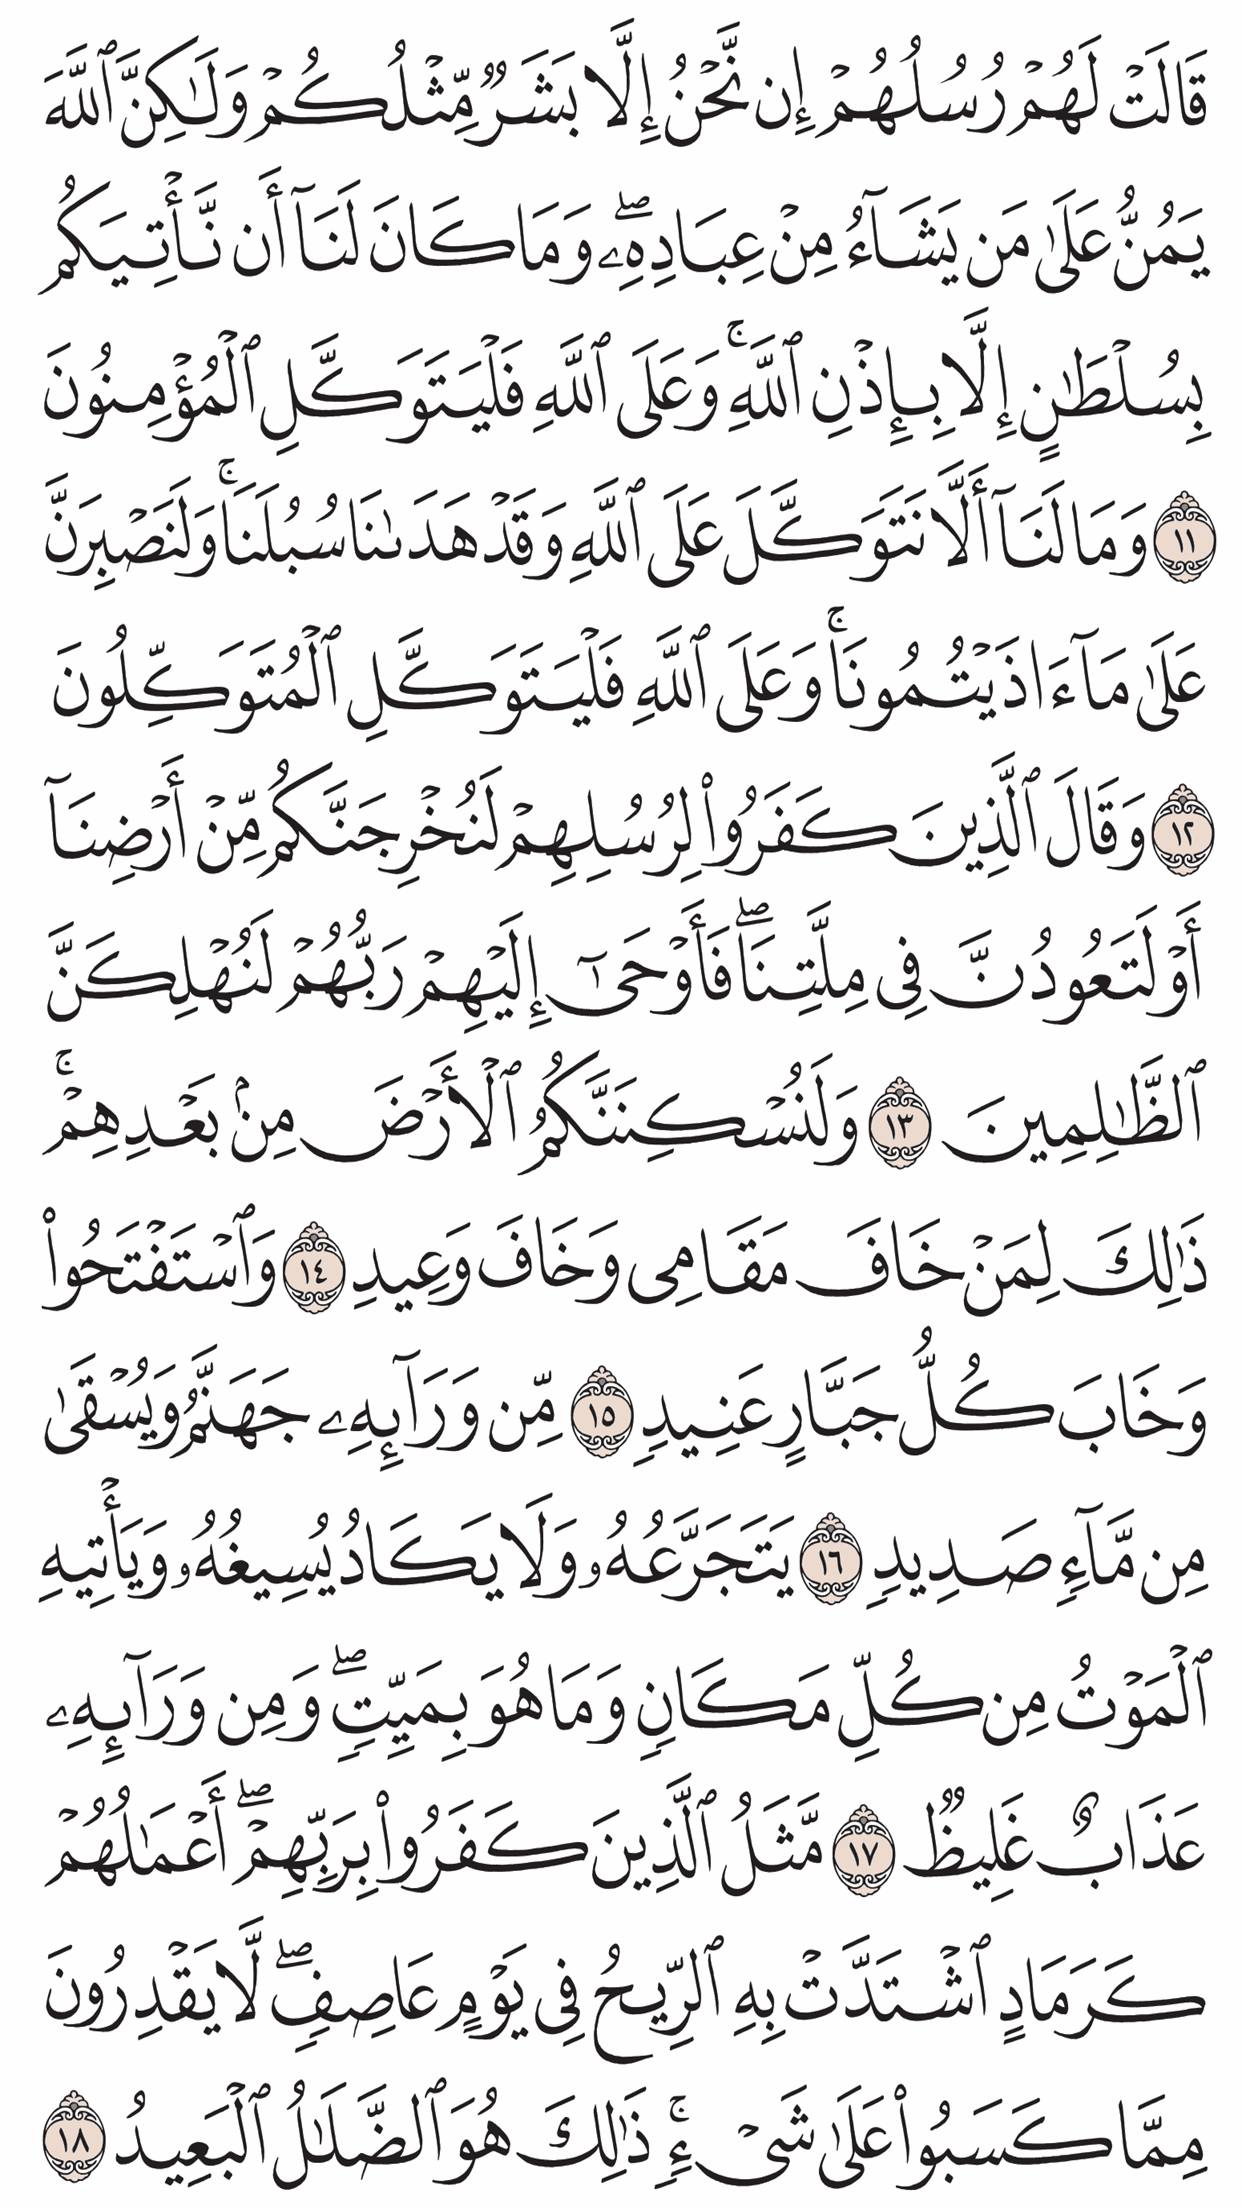 قَالَتْ لَهُمْ رُسُلُهُمْ إِن نَّحْنُ إِلَّا بَشَرٌ مِّثْلُكُمْ وَلَٰكِنَّ ٱللَّهَ
يَمُنُّ عَلَىٰ مَن يَشَآءُ مِنْ عِبَادِهِۦۖ وَمَا كَانَ لَنَآ أَن نَّأْتِيَكُم
بِسُلْطَٰنٍ إِلَّا بِإِذْنِ ٱللَّهِۚ وَعَلَى ٱللَّهِ فَلْيَتَوَكَّلِ ٱلْمُؤْمِنُونَ
١١ وَمَا لَنَآ أَلَّا نَتَوَكَّلَ عَلَى ٱللَّهِ وَقَدْ هَدَىٰنَا سُبُلَنَاۚ وَلَنَصْبِرَنَّ
عَلَىٰ مَآ ءَاذَيْتُمُونَاۚ وَعَلَى ٱللَّهِ فَلْيَتَوَكَّلِ ٱلْمُتَوَكِّلُونَ
١٢ وَقَالَ ٱلَّذِينَ كَفَرُوا۟ لِرُسُلِهِمْ لَنُخْرِجَنَّكُم مِّنْ أَرْضِنَآ
أَوْ لَتَعُودُنَّ فِى مِلَّتِنَاۖ فَأَوْحَىٰٓ إِلَيْهِمْ رَبُّهُمْ لَنُهْلِكَنَّ
ٱلظَّٰلِمِينَ ١٣ وَلَنُسْكِنَنَّكُمُ ٱلْأَرْضَ مِنۢ بَعْدِهِمْۚ
ذَٰلِكَ لِمَنْ خَافَ مَقَامِى وَخَافَ وَعِيدِ ١٤ وَٱسْتَفْتَحُوا۟
وَخَابَ كُلُّ جَبَّارٍ عَنِيدٍ ١٥ مِّن وَرَآئِهِۦ جَهَنَّمُ وَيُسْقَىٰ
مِن مَّآءٍ صَدِيدٍ ١٦ يَتَجَرَّعُهُۥ وَلَا يَكَادُ يُسِيغُهُۥ وَيَأْتِيهِ
ٱلْمَوْتُ مِن كُلِّ مَكَانٍ وَمَا هُوَ بِمَيِّتٍۖ وَمِن وَرَآئِهِۦ
عَذَابٌ غَلِيظٌ ١٧ مَّثَلُ ٱلَّذِينَ كَفَرُوا۟ بِرَبِّهِمْۖ أَعْمَٰلُهُمْ
كَرَمَادٍ ٱشْتَدَّتْ بِهِ ٱلرِّيحُ فِى يَوْمٍ عَاصِفٍۖ لَّا يَقْدِرُونَ
مِمَّا كَسَبُوا۟ عَلَىٰ شَىْءٍۚ ذَٰلِكَ هُوَ ٱلضَّلَٰلُ ٱلْبَعِيدُ ١٨